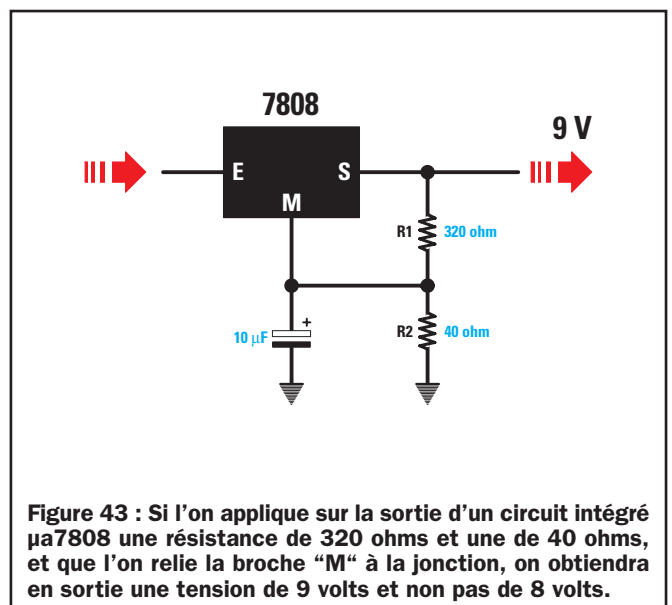 7808
9 V
E
S
M
R1
320 ohm
10 µF
+
R2
40 ohm
Figure 43 : Si l’on applique sur la sortie d’un circuit intégré
µa7808 une résistance de 320 ohms et une de 40 ohms,
et que l’on relie la broche “M“ à la jonction, on obtiendra
en sortie une tension de 9 volts et non pas de 8 volts.